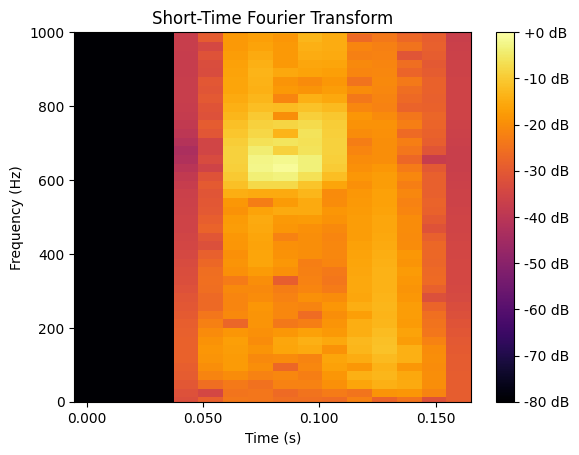 Short-Time Fourier Transform
1000
800
600
400
200
0
Frequency (Hz)
0.000
0.050
0.100
0.150
Time (s)
+0 dB
-10 dB
-20 dB
-30 dB
-40 dB
-50 dB
-60 dB
-70 dB
-80 dB